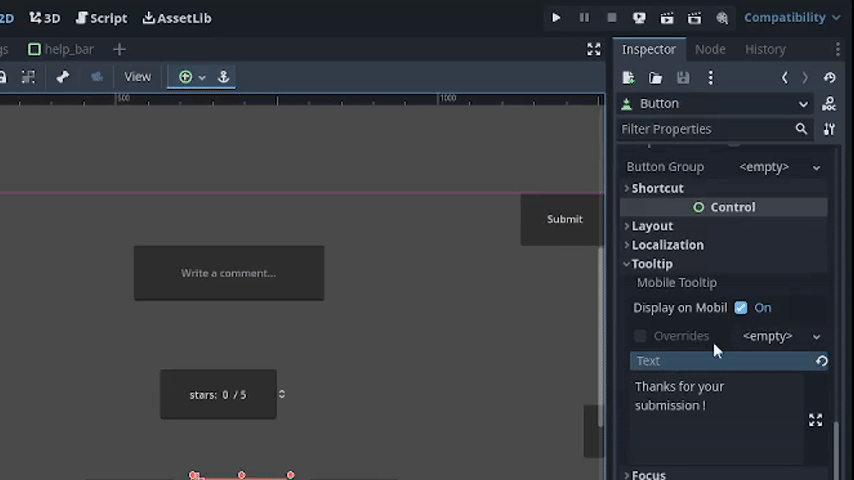 2D
3D
Script
AssetLib
Compatibility
gs
help_bar
Inspector
Node
History
View
500
1000
Button
Filter Properties
Button Group
<empty>
Shortcut
Control
Submit
Layout
Localization
Tooltip
Write a comment...
Mobile Tooltip
Display on Mobil
On
Overrides
<empty>
Text
Thanks for your
submission !
stars: 0 / 5
Focus